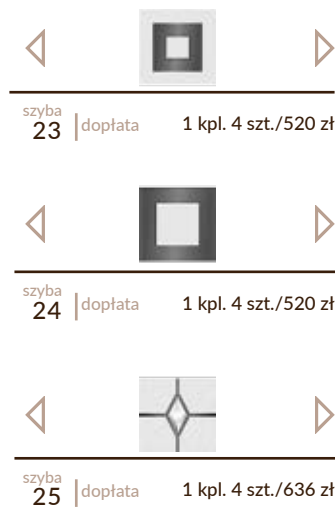 szyba
23 dopłata 1 kpl. 4 szt./520 zł
szyba
24 dopłata 1 kpl. 4 szt./520 zł
szyba
25 dopłata 1 kpl. 4 szt./636 zł